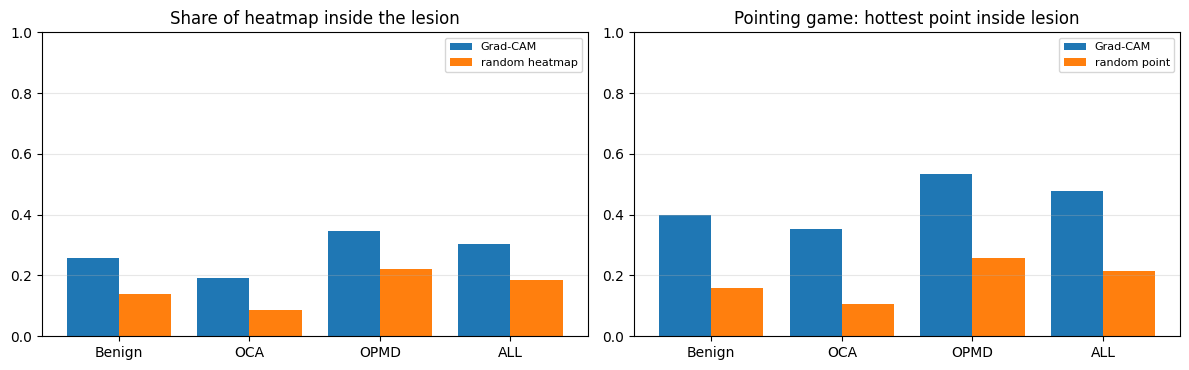 Share of heatmap inside the lesion
1.0
0.8
0.6
0.4
0.2
0.0
Grad-CAM
random heatmap
Benign OCA OPMD ALL
Pointing game: hottest point inside lesion
1.0
0.8
0.6
0.4
0.2
0.0
Grad-CAM
random point
Benign OCA OPMD ALL